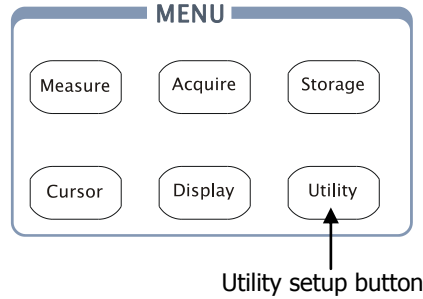 MENU
Measure Acquire Storage
Cursor Display Utility
Utility setup button